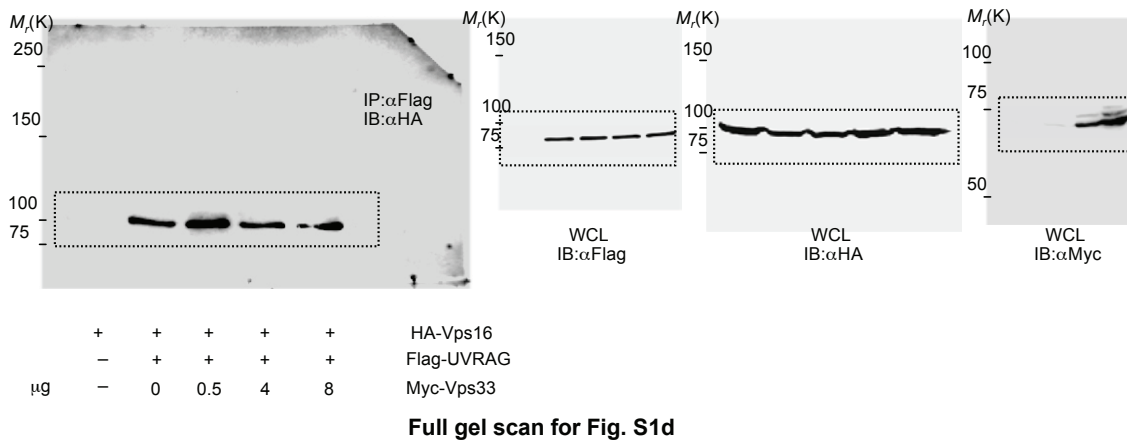 Mr(K)
250
150
100
75
IP:αFlag
IB:αHA
Mr(K)
150
100
75
WCL
IB:αFlag
Mr(K)
150
100
75
WCL
IB:αHA
Mr(K)
100
75
50
WCL
IB:αMyc
+ + + + + HA-Vps16
– + + + + Flag-UVRAG
μg – 0 0.5 4 8 Myc-Vps33
Full gel scan for Fig. S1d